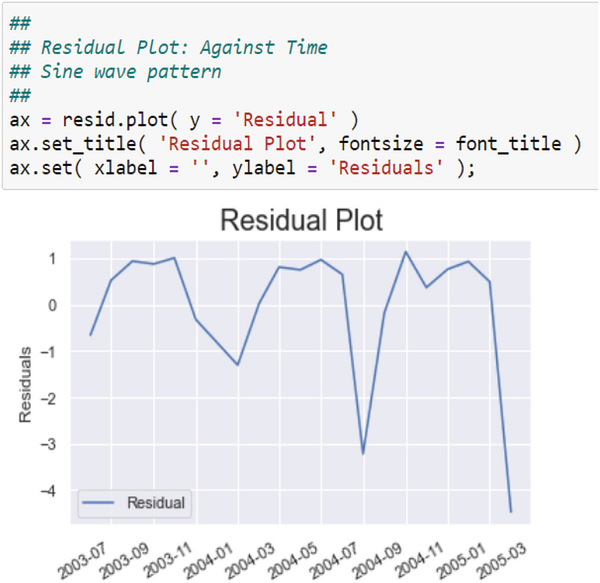 ##
## Residual Plot: Against Time
## Sine wave pattern
##
ax = resid.plot( y = 'Residual' )
ax.set_title( 'Residual Plot', fontsize = font_title )
ax.set( xlabel = '', ylabel = 'Residuals' );
Residual Plot
1
0
−1
−2
−3
−4
Residuals
Residual
2003-07
2003-09
2003-11
2004-01
2004-03
2004-05
2004-07
2004-09
2004-11
2005-01
2005-03